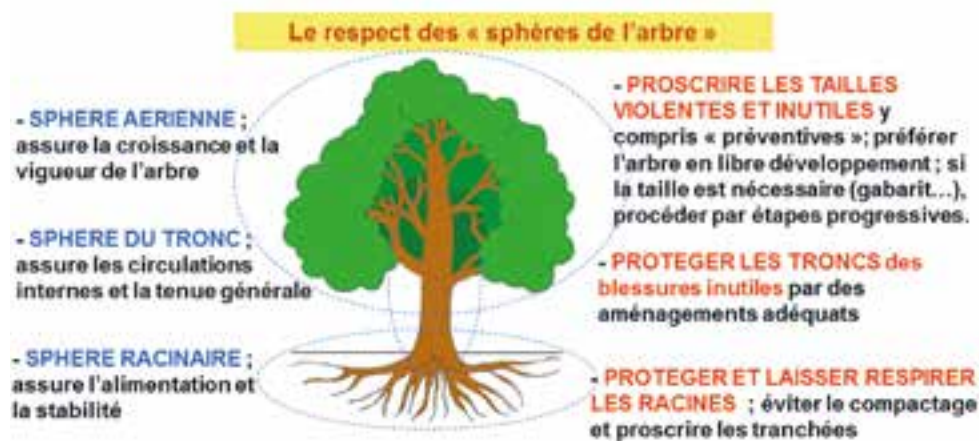 Le respect des « sphères de l'arbre »
- SPHERE AERIENNE ;
assure la croissance et la
vigueur de l'arbre
- SPHERE DU TRONC ;
assure les circulations
internes et la tenue générale
- SPHERE RACINAIRE ;
assure l'alimentation et
la stabilité
- PROSCRIRE LES TAILLES
VIOLENTES ET INUTILES y
compris « préventives »; préférer
l'arbre en libre développement ; si
la taille est nécessaire (gabarit...),
procéder par étapes progressives.
- PROTEGER LES TRONCS des
blessures inutiles par des
aménagements adéquats
- PROTEGER ET LAISSER RESPIRER
LES RACINES ; éviter le compactage
et proscrire les tranchées